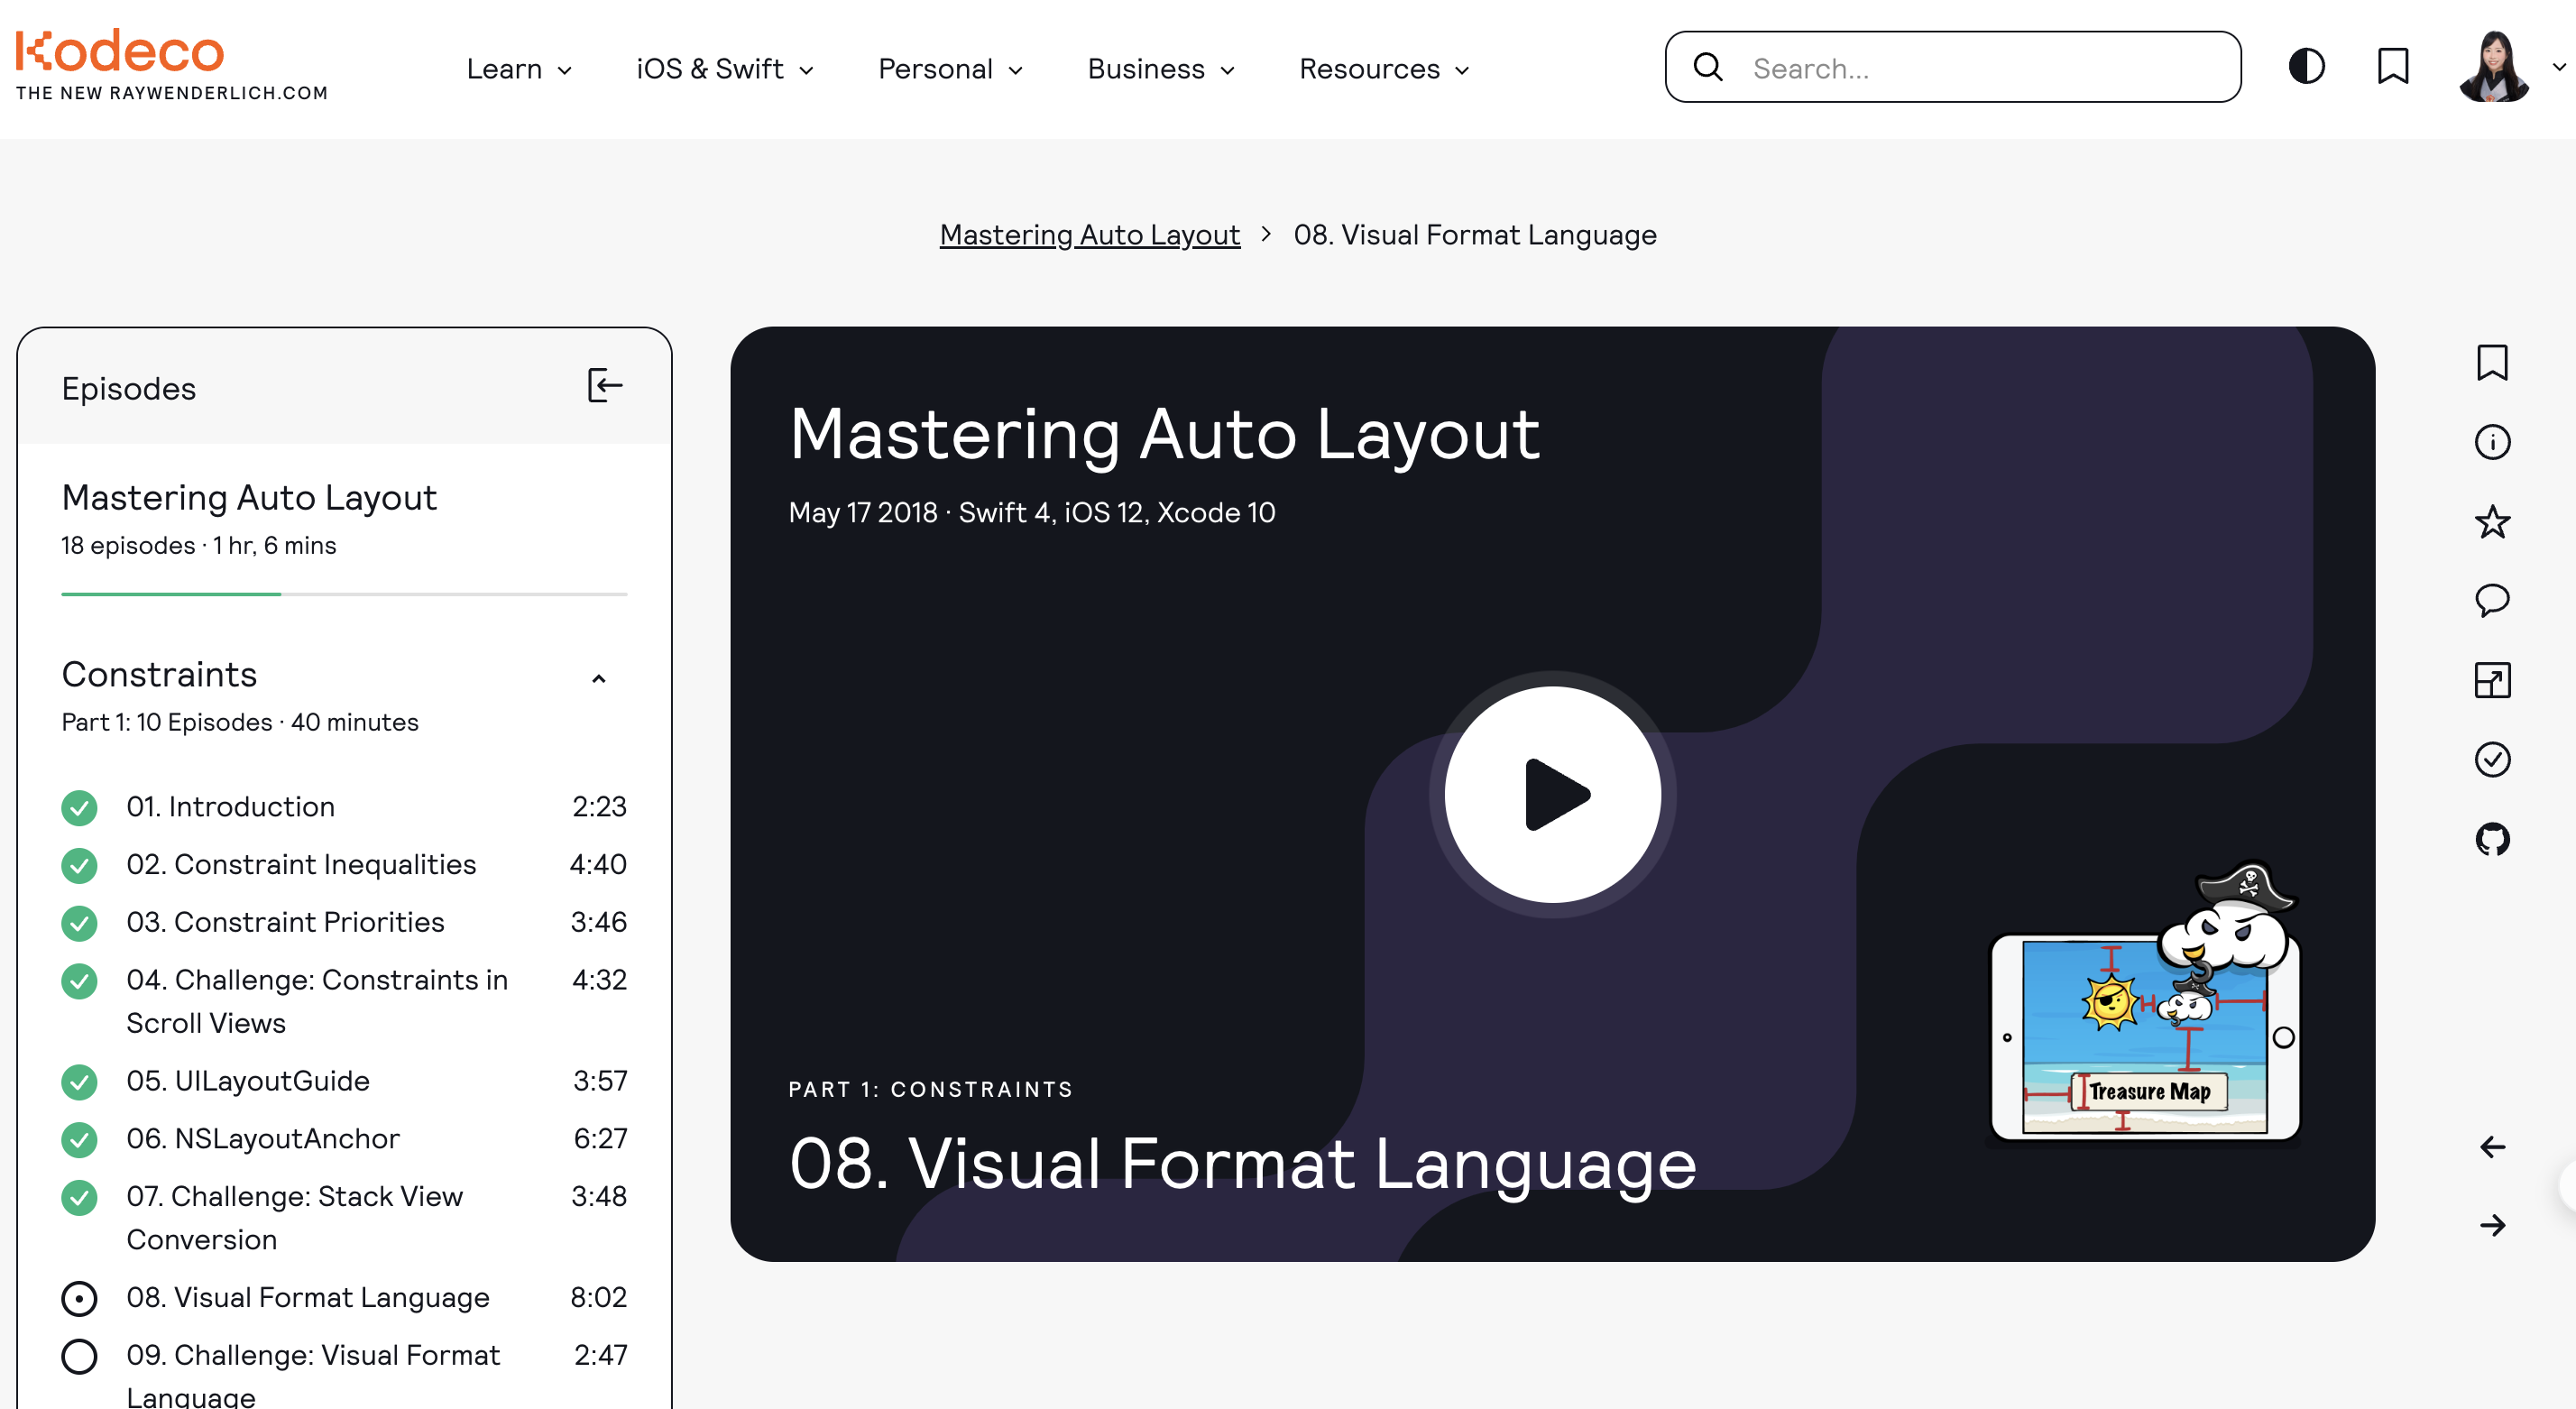 Kodeco
THE NEW RAYWENDERLICH.COM
Learn
iOS & Swift
Personal
Business
Resources
Search...
Mastering Auto Layout > 08. Visual Format Language
Episodes
Mastering Auto Layout
18 episodes · 1 hr, 6 mins
Constraints
Part 1: 10 Episodes · 40 minutes
01. Introduction 2:23
02. Constraint Inequalities 4:40
03. Constraint Priorities 3:46
04. Challenge: Constraints in 4:32
Scroll Views
05. UILayoutGuide 3:57
06. NSLayoutAnchor 6:27
07. Challenge: Stack View 3:48
Conversion
08. Visual Format Language 8:02
09. Challenge: Visual Format 2:47
Language
Mastering Auto Layout
May 17 2018 · Swift 4, iOS 12, Xcode 10
PART 1: CONSTRAINTS
08. Visual Format Language
Treasure Map